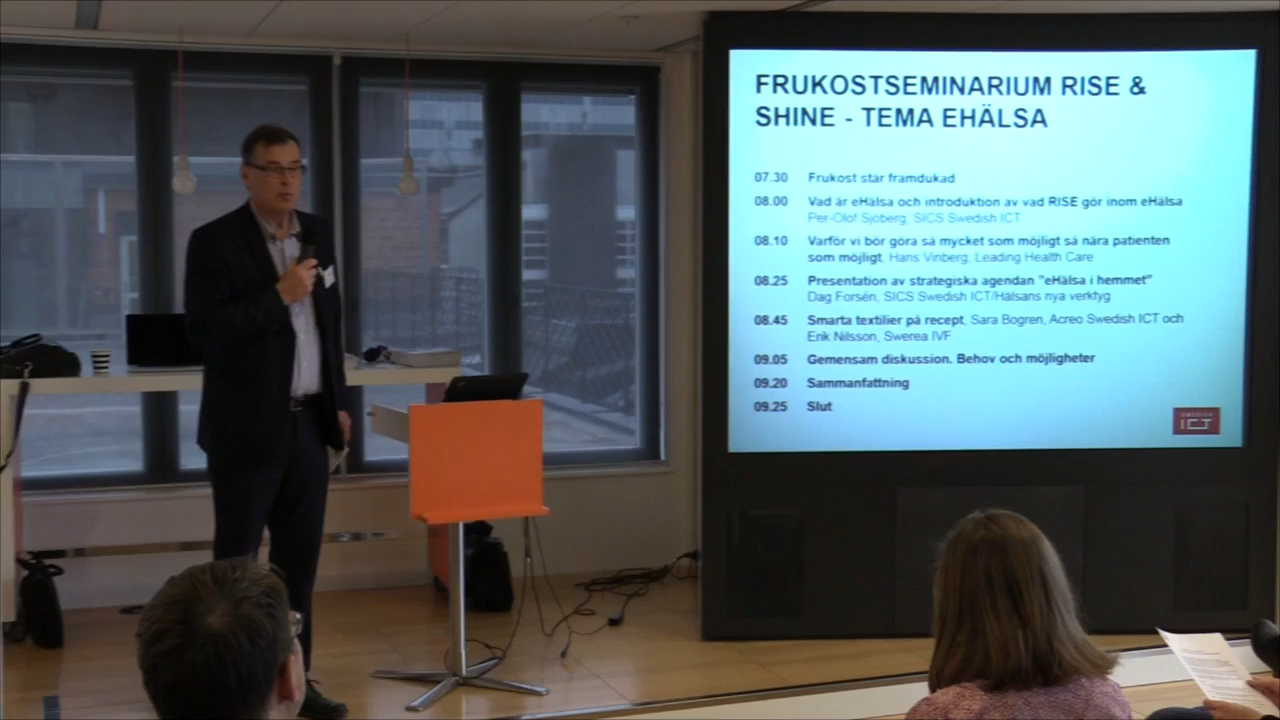 FRUKOSTSEMINARIUM RISE &
SHINE - TEMA EHÄLSA
07.30 Frukost står framdukad
08.00 Vad är eHälsa och introduktion av vad RISE gör inom eHälsa
Per-Olof Sjöberg, SICS Swedish ICT
08.10 Varför vi bör göra så mycket som möjligt så nära patienten
som möjligt, Hans Vinberg, Leading Health Care
08.25 Presentation av strategiska agendan "eHälsa i hemmet"
Dag Forsén, SICS Swedish ICT/Hälsans nya verktyg
08.45 Smarta textilier på recept, Sara Bogren, Acreo Swedish ICT och
Erik Nilsson, Swerea IVF
09.05 Gemensam diskussion. Behov och möjligheter
09.20 Sammanfattning
09.25 Slut
SWEDISH
ICT